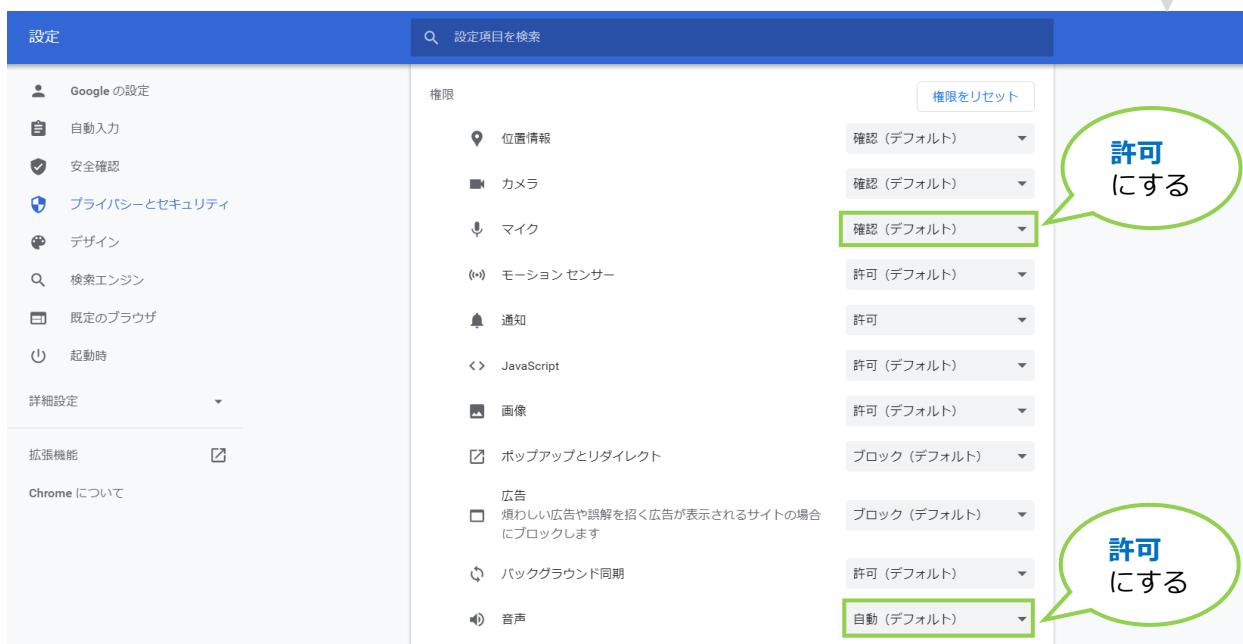 設定
設定項目を検索
Google の設定
自動入力
安全確認
プライバシーとセキュリティ
デザイン
検索エンジン
既定のブラウザ
起動時
詳細設定
拡張機能
Chrome について
権限
権限をリセット
位置情報
確認（デフォルト）
カメラ
確認（デフォルト）
マイク
確認（デフォルト）
モーション センサー
許可（デフォルト）
通知
許可
JavaScript
許可（デフォルト）
画像
許可（デフォルト）
ポップアップとリダイレクト
ブロック（デフォルト）
広告
煩わしい広告や誤解を招く広告が表示されるサイトの場合
にブロックします
ブロック（デフォルト）
バックグラウンド同期
許可（デフォルト）
音声
自動（デフォルト）
許可
にする
許可
にする